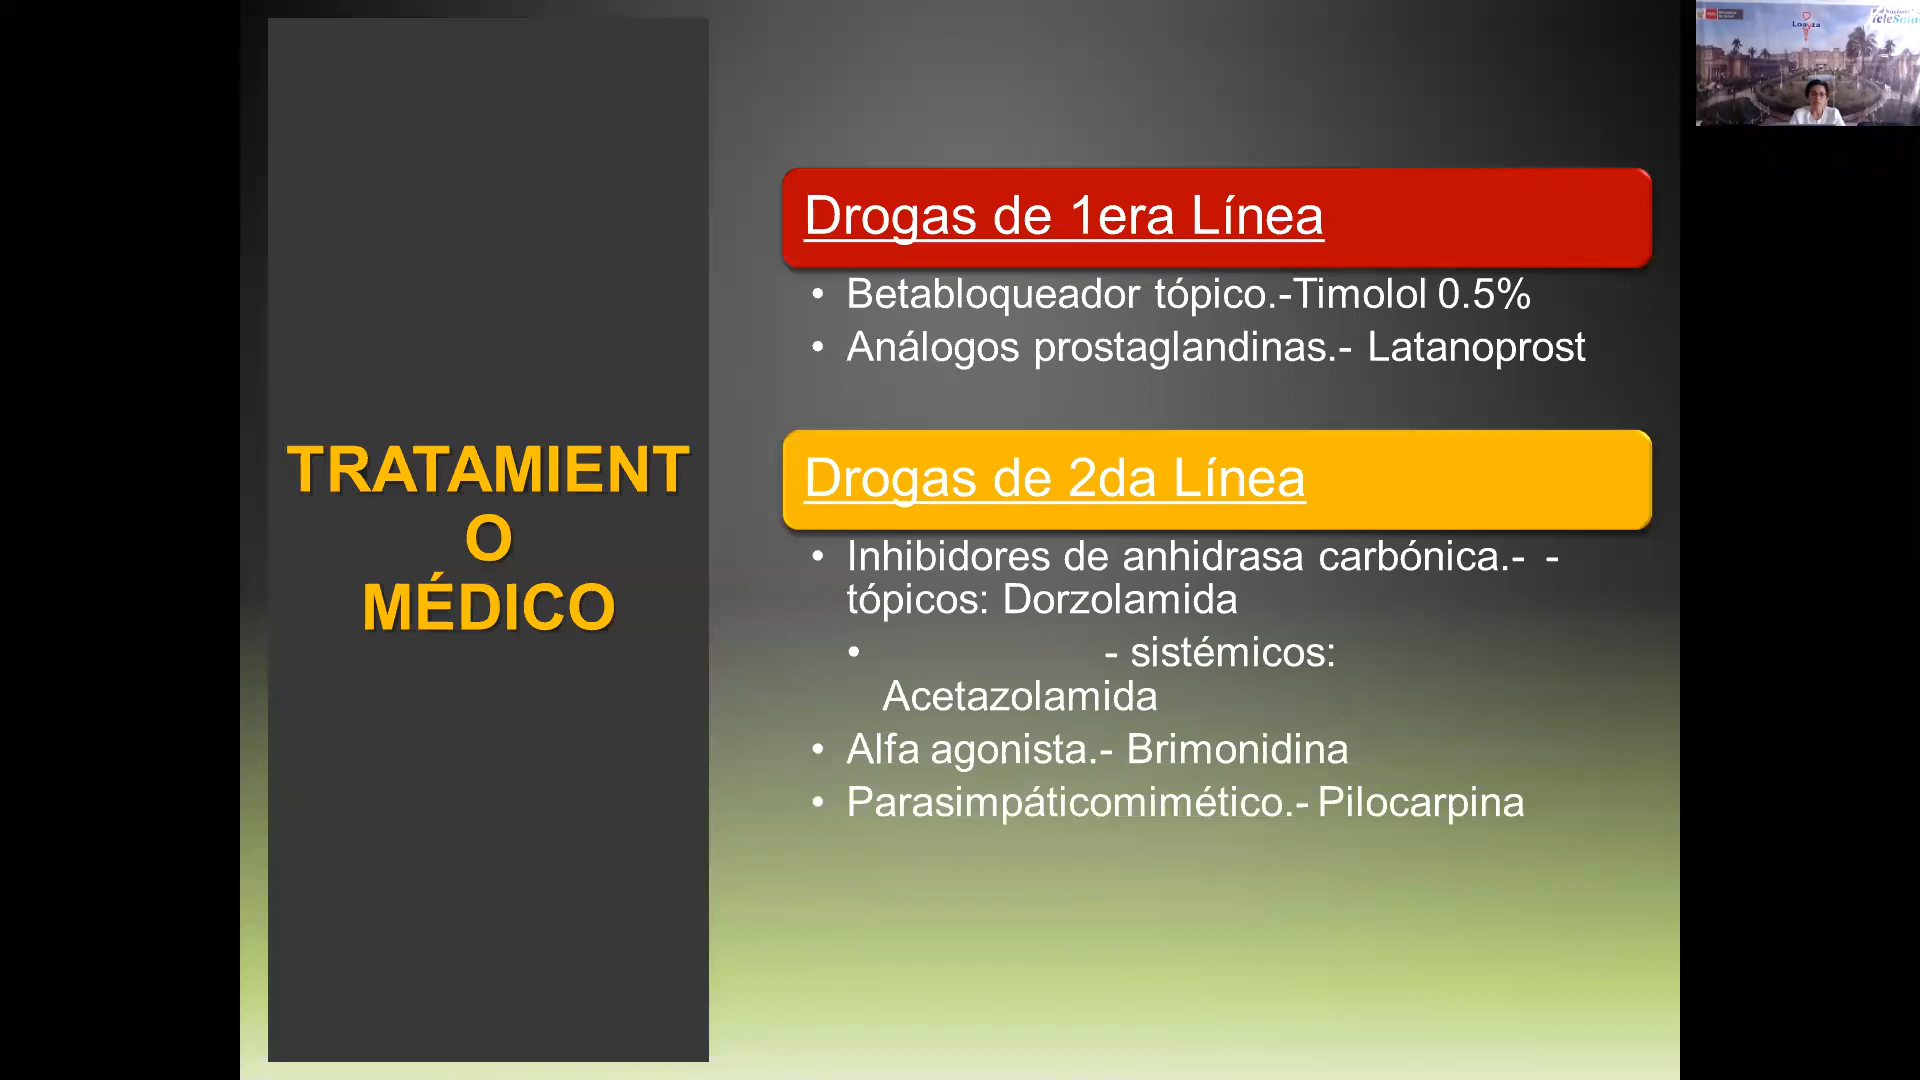 TRATAMIENT
O
MÉDICO
Drogas de 1era Línea
• Betabloqueador tópico.-Timolol 0.5%
• Análogos prostaglandinas.- Latanoprost
Drogas de 2da Línea
• Inhibidores de anhidrasa carbónica.- -
tópicos: Dorzolamida
• - sistémicos:
Acetazolamida
• Alfa agonista.- Brimonidina
• Parasimpáticomimético.- Pilocarpina
Loayza